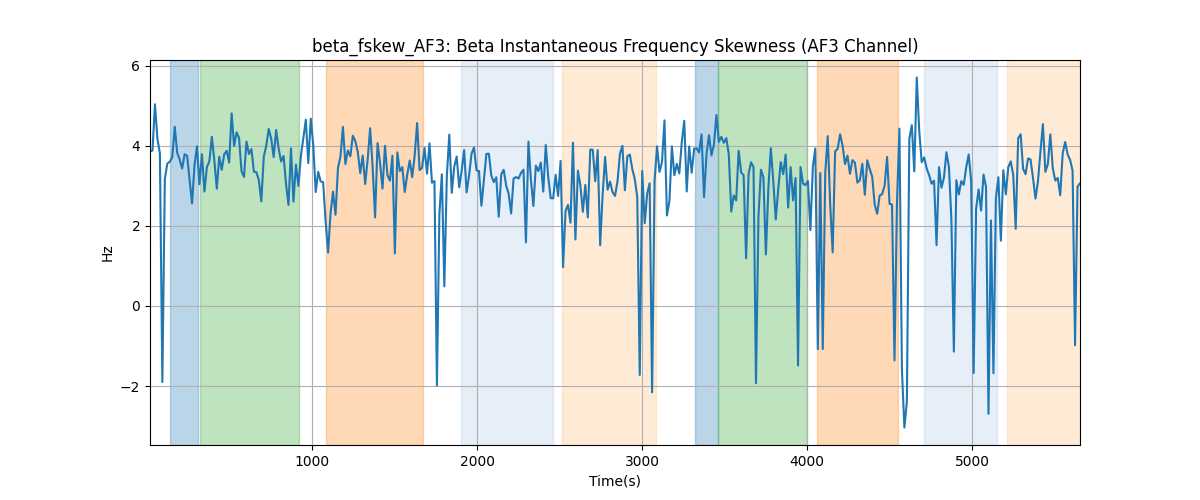 beta_fskew_AF3: Beta Instantaneous Frequency Skewness (AF3 Channel)
6
4
2
0
−2
Hz
1000 2000 3000 4000 5000
Time(s)